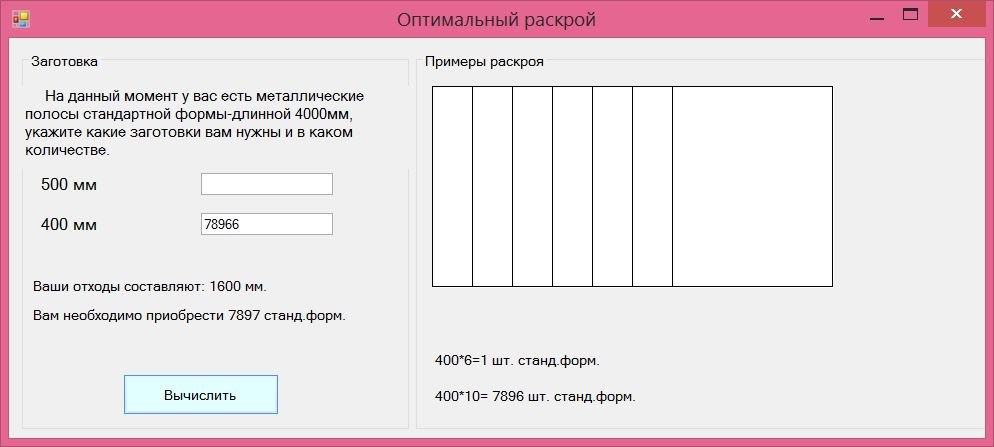 Оптимальный раскрой
Заготовка
На данный момент у вас есть металлические
полосы стандартной формы-длинной 4000мм,
укажите какие заготовки вам нужны и в каком
количестве.
500 мм
400 мм 78966
Ваши отходы составляют: 1600 мм.
Вам необходимо приобрести 7897 станд.форм.
Вычислить
Примеры раскроя
400*6=1 шт. станд.форм.
400*10= 7896 шт. станд.форм.